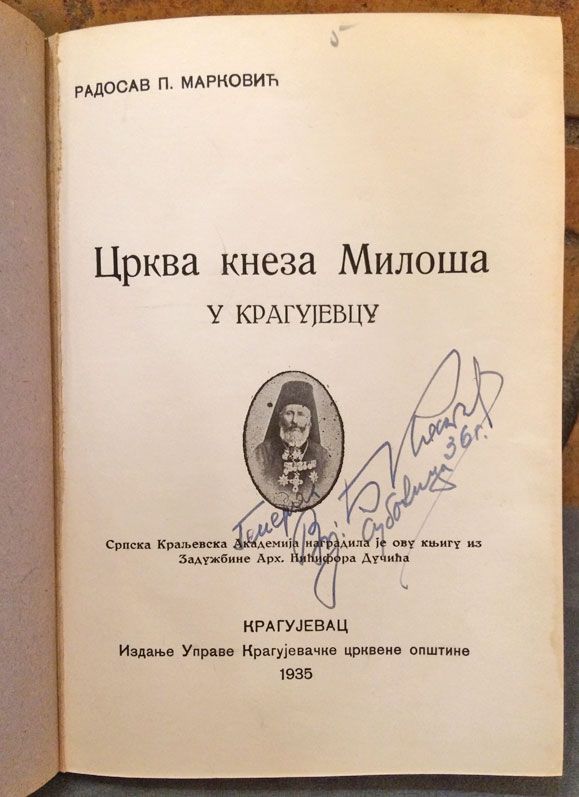 5
РАДОСАВ П. МАРКОВИЋ
Црква кнеза Милоша
У КРАГУЈЕВЦУ
Српска Краљевска Академија наградила је ову књигу из
Задужбине Арх. Нићифора Дучића
КРАГУЈЕВАЦ
Издање Управе Крагујевачке црквене општине
1935